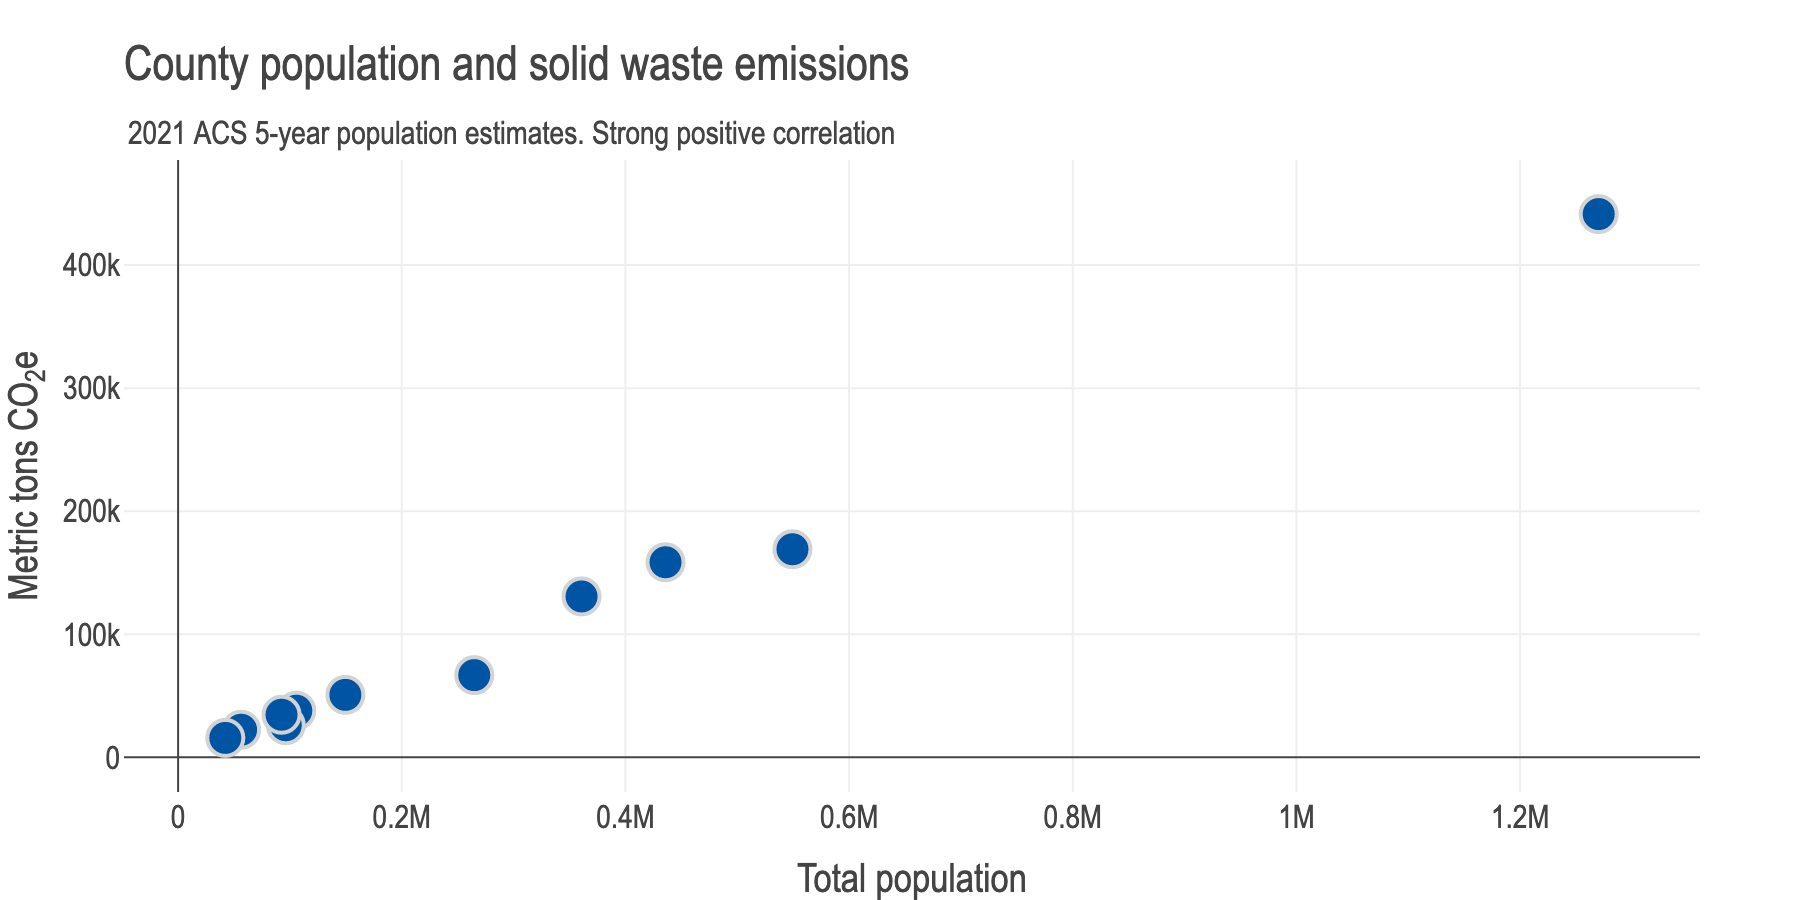 County population and solid waste emissions
2021 ACS 5-year population estimates. Strong positive correlation
Metric tons CO₂e
400k
300k
200k
100k
0
0 0.2M 0.4M 0.6M 0.8M 1M 1.2M
Total population